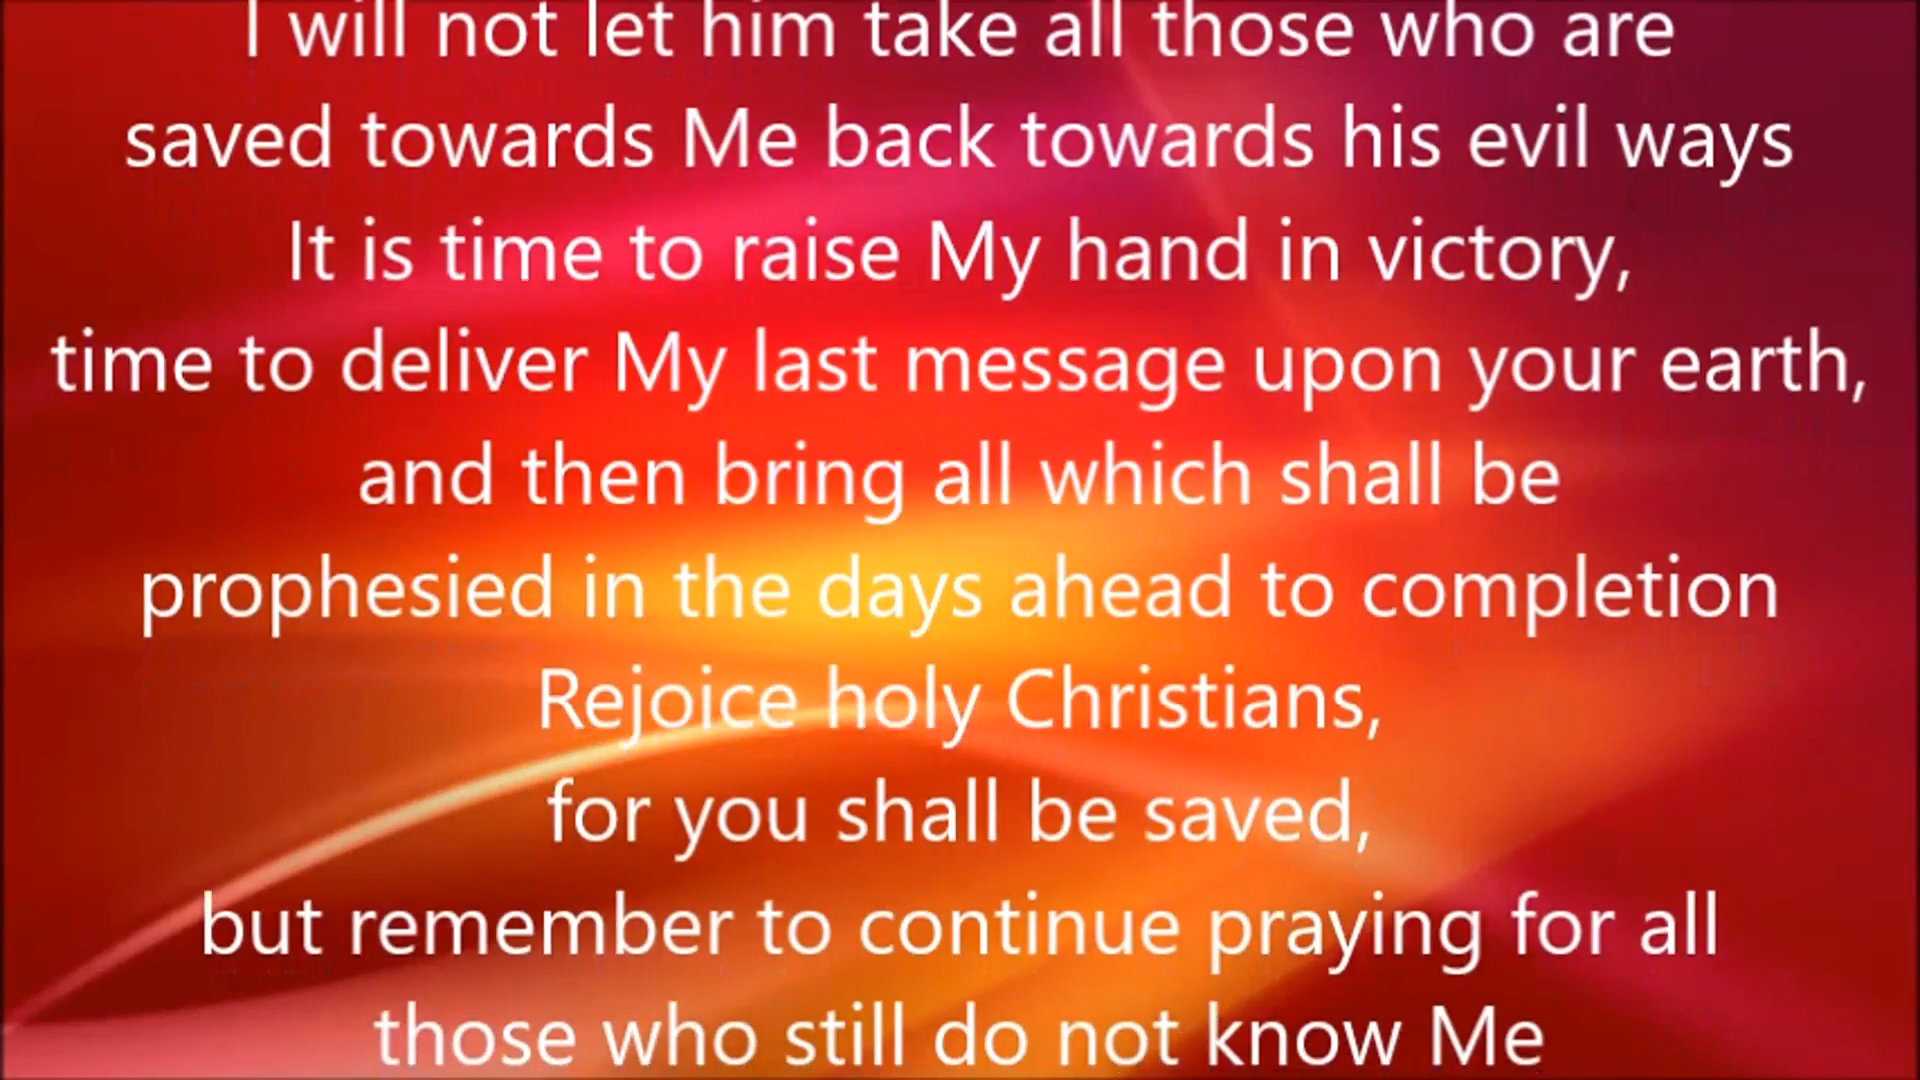 I will not let him take all those who are
saved towards Me back towards his evil ways
It is time to raise My hand in victory,
time to deliver My last message upon your earth,
and then bring all which shall be
prophesied in the days ahead to completion
Rejoice holy Christians,
for you shall be saved,
but remember to continue praying for all
those who still do not know Me